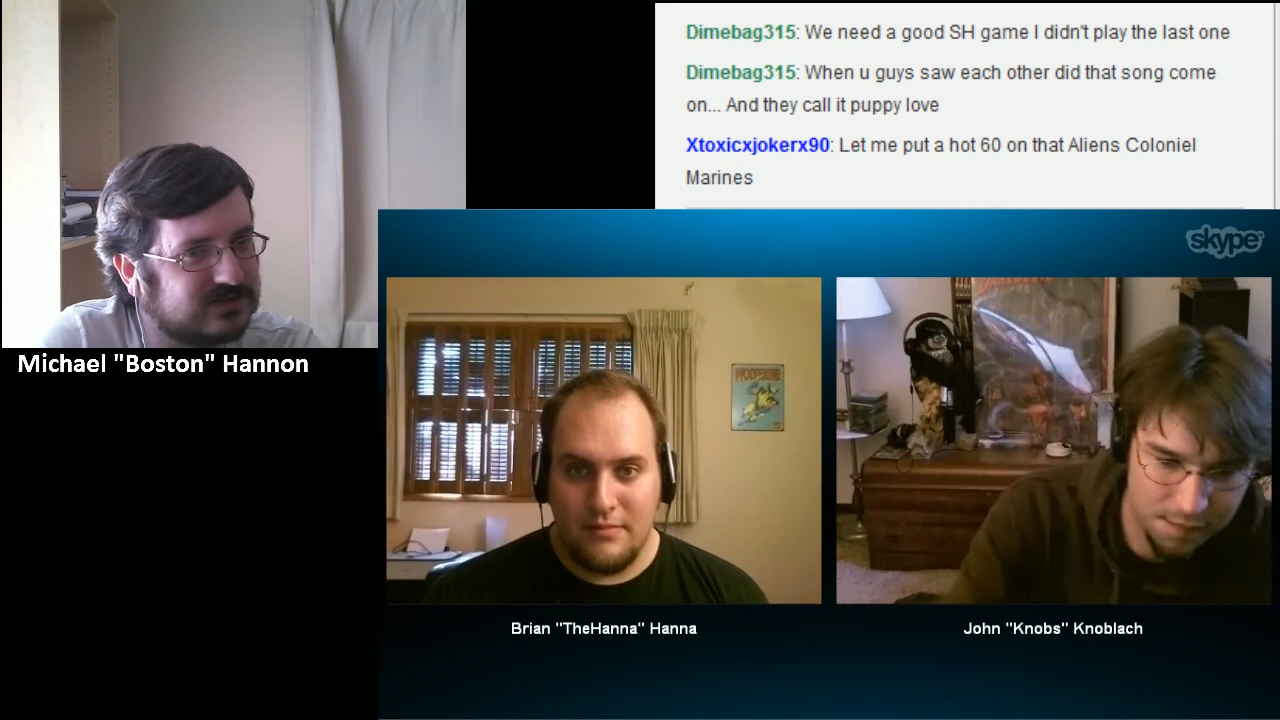 Dimebag315: We need a good SH game I didn't play the last one
Dimebag315: When u guys saw each other did that song come
on... And they call it puppy love
Xtoxicxjokerx90: Let me put a hot 60 on that Aliens Coloniel
Marines
skype
Michael "Boston" Hannon
WOLVERINE
Brian "TheHanna" Hanna
John "Knobs" Knoblach